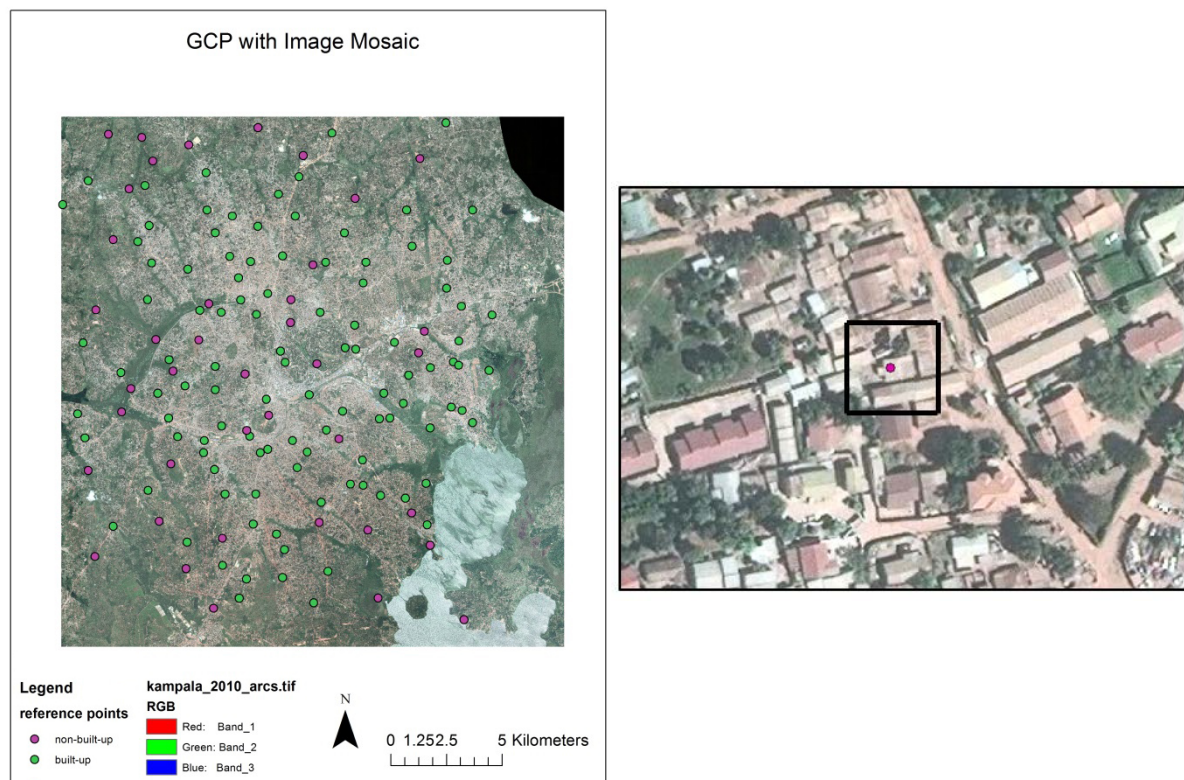 GCP with Image Mosaic
Legend
reference points
non-built-up
built-up
kampala_2010_arcs.tif
RGB
Red: Band_1
Green: Band_2
Blue: Band_3
N
0 1.252.5 5 Kilometers